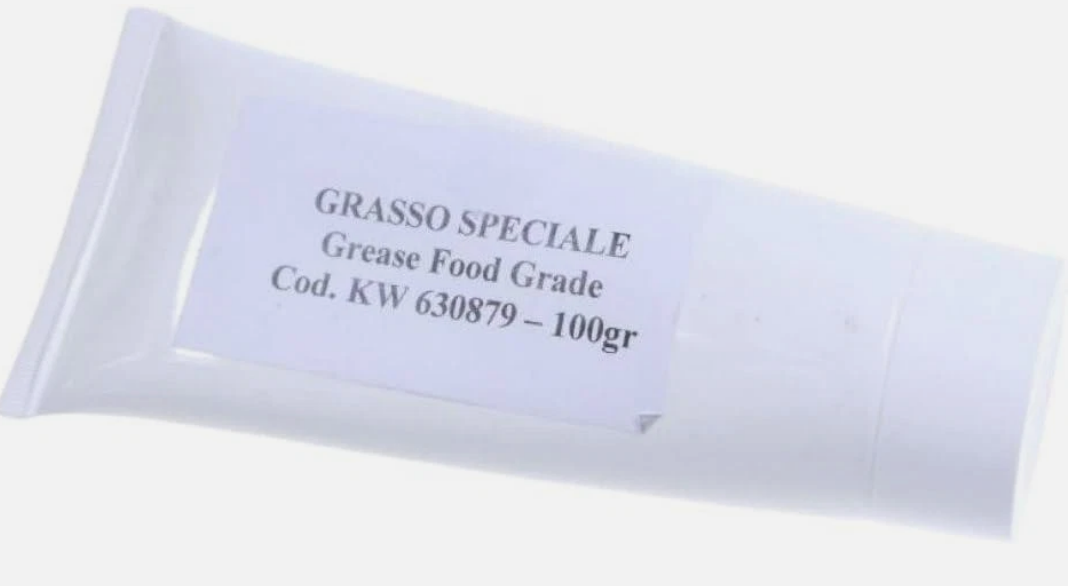 GRASSO SPECIALE
Grease Food Grade
Cod. KW 630879 – 100gr